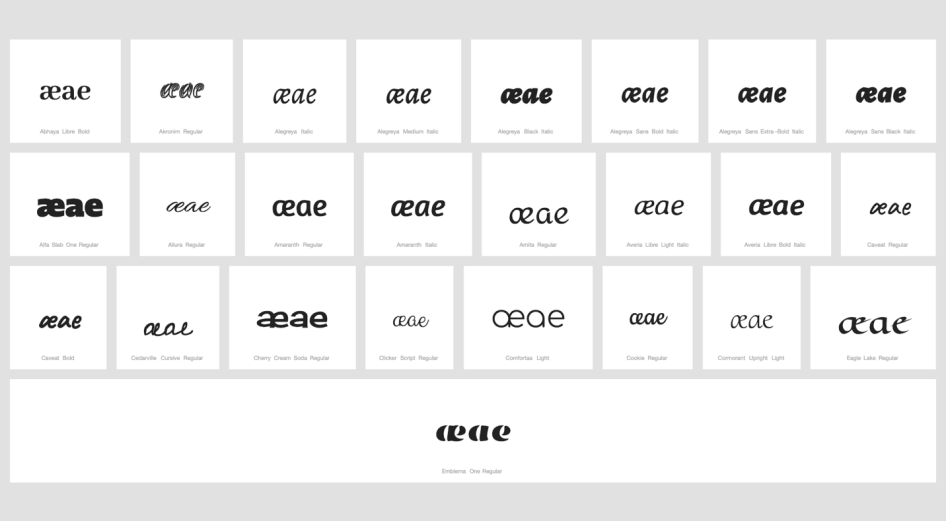 æae
Abhaya Libre Bold
æae
Akronim Regular
æae
Alegreya Italic
æae
Alegreya Medium Italic
æae
Alegreya Black Italic
æae
Alegreya Sans Bold Italic
æae
Alegreya Sans Extra-Bold Italic
æae
Alegreya Sans Black Italic
æae
Alfa Slab One Regular
æae
Allura Regular
æae
Amaranth Regular
æae
Amaranth Italic
æae
Amita Regular
æae
Averia Libre Light Italic
æae
Averia Libre Bold Italic
æae
Caveat Regular
æae
Caveat Bold
æae
Cedarville Cursive Regular
æae
Cherry Cream Soda Regular
æae
Clicker Script Regular
æae
Comfortaa Light
æae
Cookie Regular
æae
Cormorant Upright Light
æae
Eagle Lake Regular
æae
Emblema One Regular